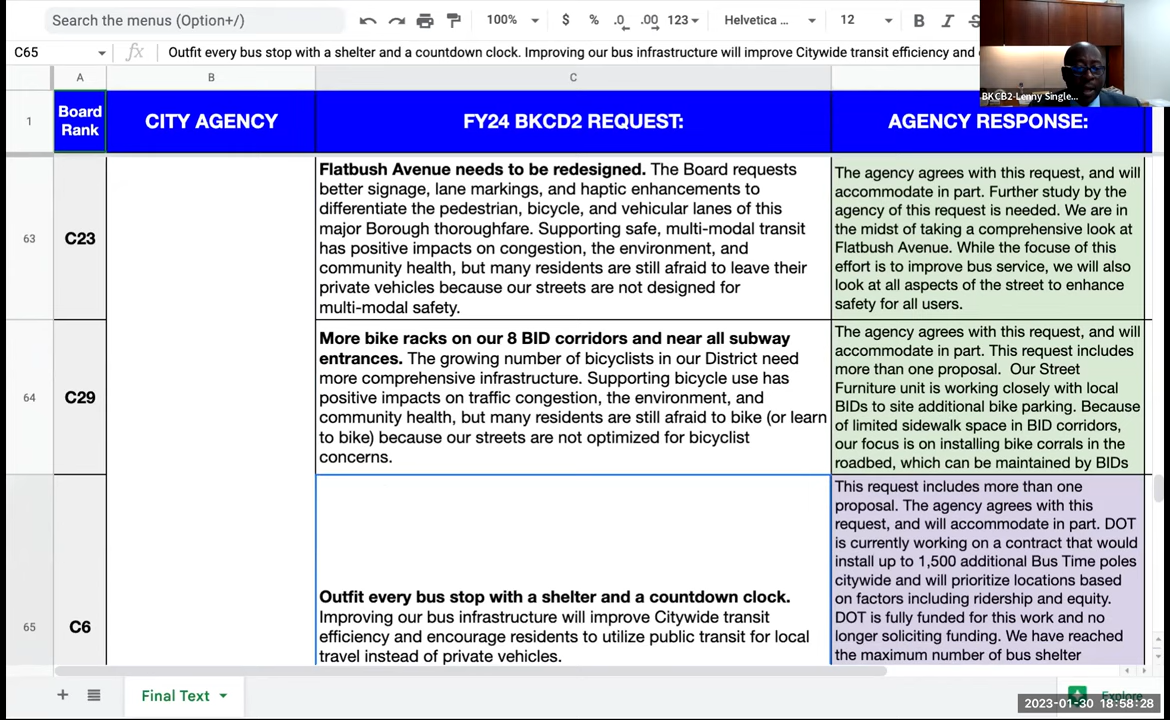 Search the menus (Option+/)
100%
$ % .0 .00 123
Helvetica ...
12
B I S
C65
fx
Outfit every bus stop with a shelter and a countdown clock. Improving our bus infrastructure will improve Citywide transit efficiency and
BKCB2-Lenny Single...
A B C
1
Board Rank
CITY AGENCY
FY24 BKCD2 REQUEST:
AGENCY RESPONSE:
63
C23
Flatbush Avenue needs to be redesigned. The Board requests
better signage, lane markings, and haptic enhancements to
differentiate the pedestrian, bicycle, and vehicular lanes of this
major Borough thoroughfare. Supporting safe, multi-modal transit
has positive impacts on congestion, the environment, and
community health, but many residents are still afraid to leave their
private vehicles because our streets are not designed for
multi-modal safety.
The agency agrees with this request, and will
accommodate in part. Further study by the
agency of this request is needed. We are in
the midst of taking a comprehensive look at
Flatbush Avenue. While the focuse of this
effort is to improve bus service, we will also
look at all aspects of the street to enhance
safety for all users.
64
C29
More bike racks on our 8 BID corridors and near all subway
entrances. The growing number of bicyclists in our District need
more comprehensive infrastructure. Supporting bicycle use has
positive impacts on traffic congestion, the environment, and
community health, but many residents are still afraid to bike (or learn
to bike) because our streets are not optimized for bicyclist
concerns.
The agency agrees with this request, and will
accommodate in part. This request includes
more than one proposal. Our Street
Furniture unit is working closely with local
BIDs to site additional bike parking. Because
of limited sidewalk space in BID corridors,
our focus is on installing bike corrals in the
roadbed, which can be maintained by BIDs
65
C6
Outfit every bus stop with a shelter and a countdown clock.
Improving our bus infrastructure will improve Citywide transit
efficiency and encourage residents to utilize public transit for local
travel instead of private vehicles.
This request includes more than one
proposal. The agency agrees with this
request, and will accommodate in part. DOT
is currently working on a contract that would
install up to 1,500 additional Bus Time poles
citywide and will prioritize locations based
on factors including ridership and equity.
DOT is fully funded for this work and no
longer soliciting funding. We have reached
the maximum number of bus shelter
Final Text
Explore
2023-01-30 18:58:28